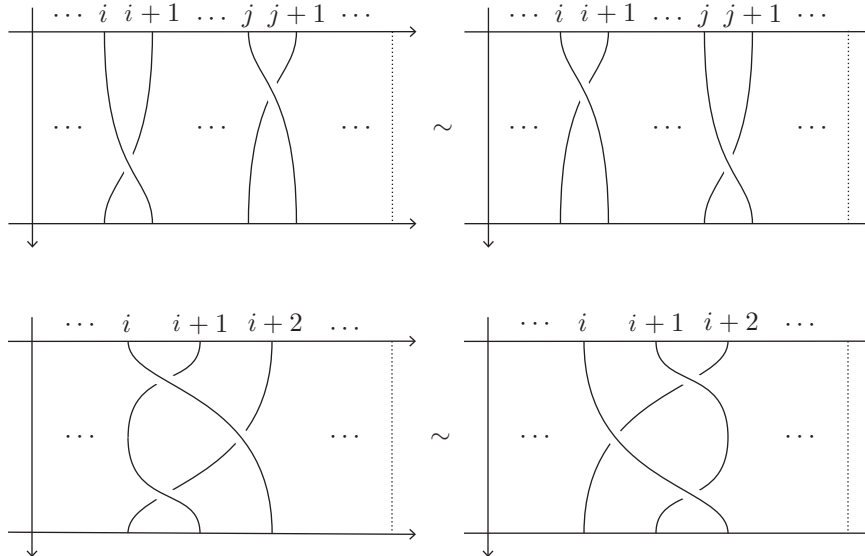 ⋯ i i + 1 … j j + 1 ⋯ ⋯ i i + 1 … j j + 1 ⋯
⋯ ⋯ ⋯ ∼ ⋯ ⋯ ⋯
⋯ i i + 1 i + 2 ⋯ ⋯ i i + 1 i + 2 ⋯
⋯ ⋯ ∼ ⋯ ⋯